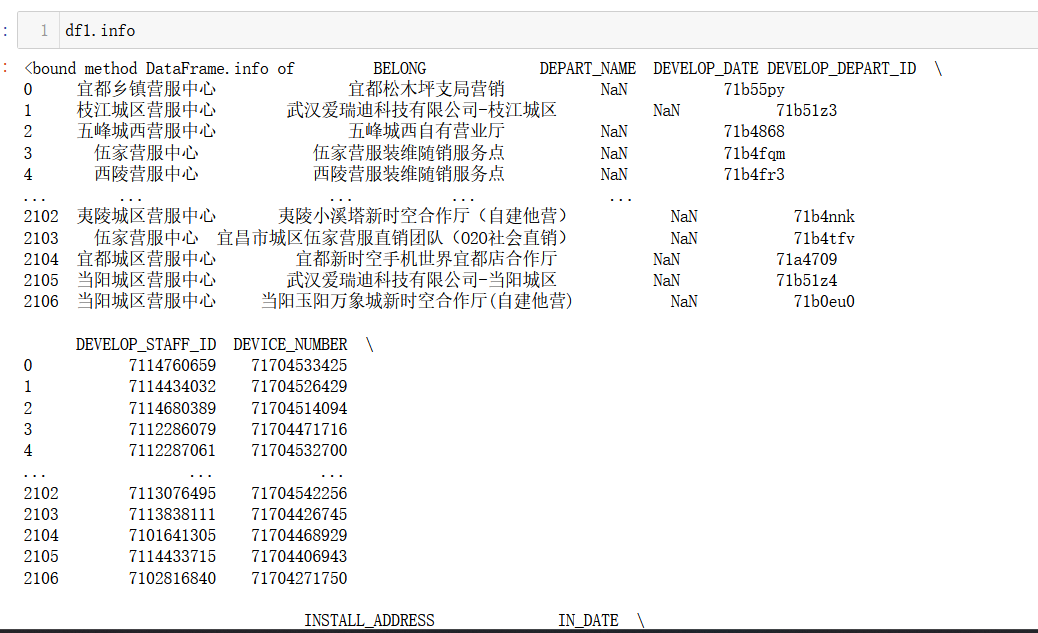 : 1 df1.info
: <bound method DataFrame.info of BELONG DEPART_NAME DEVELOP_DATE DEVELOP_DEPART_ID \
0 宜都乡镇营服中心 宜都松木坪支局营销 NaN 71b55py
1 枝江城区营服中心 武汉爱瑞迪科技有限公司-枝江城区 NaN 71b51z3
2 五峰城西营服中心 五峰城西自有营业厅 NaN 71b4868
3 伍家营服中心 伍家营服装维随销服务点 NaN 71b4fqm
4 西陵营服中心 西陵营服装维随销服务点 NaN 71b4fr3
... ... ... ... ...
2102 夷陵城区营服中心 夷陵小溪塔新时空合作厅（自建他营） NaN 71b4nnk
2103 伍家营服中心 宜昌市城区伍家营服直销团队（O2O社会直销） NaN 71b4tfv
2104 宜都城区营服中心 宜都新时空手机世界宜都店合作厅 NaN 71a4709
2105 当阳城区营服中心 武汉爱瑞迪科技有限公司-当阳城区 NaN 71b51z4
2106 当阳城区营服中心 当阳玉阳万象城新时空合作厅(自建他营) NaN 71b0eu0
DEVELOP_STAFF_ID DEVICE_NUMBER \
0 7114760659 71704533425
1 7114434032 71704526429
2 7114680389 71704514094
3 7112286079 71704471716
4 7112287061 71704532700
... ... ...
2102 7113076495 71704542256
2103 7113838111 71704426745
2104 7101641305 71704468929
2105 7114433715 71704406943
2106 7102816840 71704271750
INSTALL_ADDRESS IN_DATE \